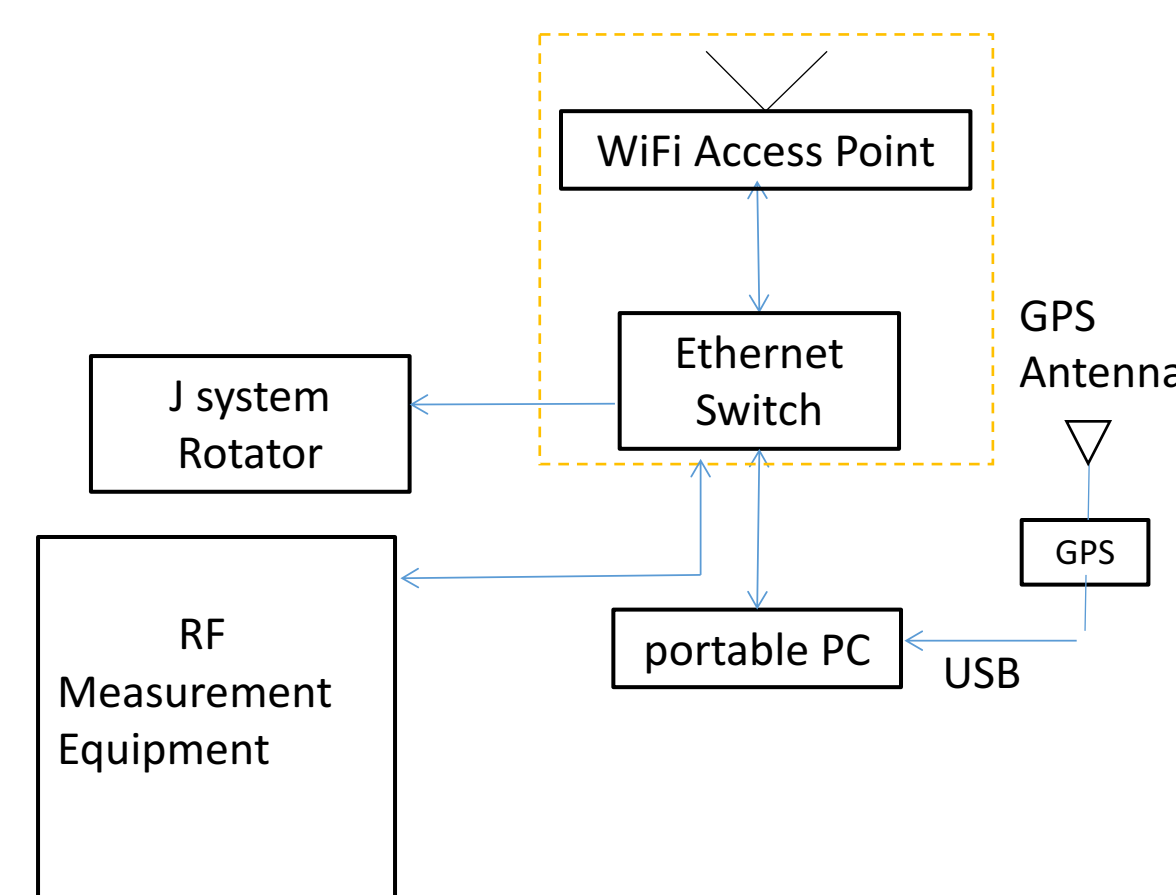 WiFi Access Point
Ethernet
Switch
GPS
Antenna
J system
Rotator
GPS
RF
Measurement
Equipment
portable PC
USB